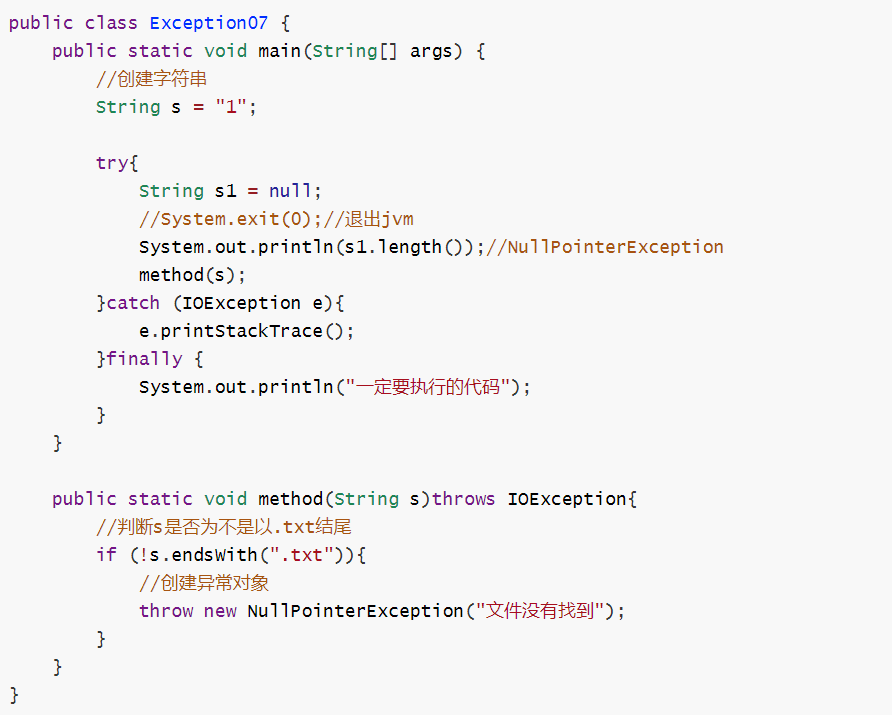 public class Exception07 {
    public static void main(String[] args) {
        //创建字符串
        String s = "1";

        try{
            String s1 = null;
            //System.exit(0);//退出jvm
            System.out.println(s1.length());//NullPointerException
            method(s);
        }catch (IOException e){
            e.printStackTrace();
        }finally {
            System.out.println("一定要执行的代码");
        }
    }

    public static void method(String s)throws IOException{
        //判断s是否为不是以.txt结尾
        if (!s.endsWith(".txt")){
            //创建异常对象
            throw new NullPointerException("文件没有找到");
        }
    }
}